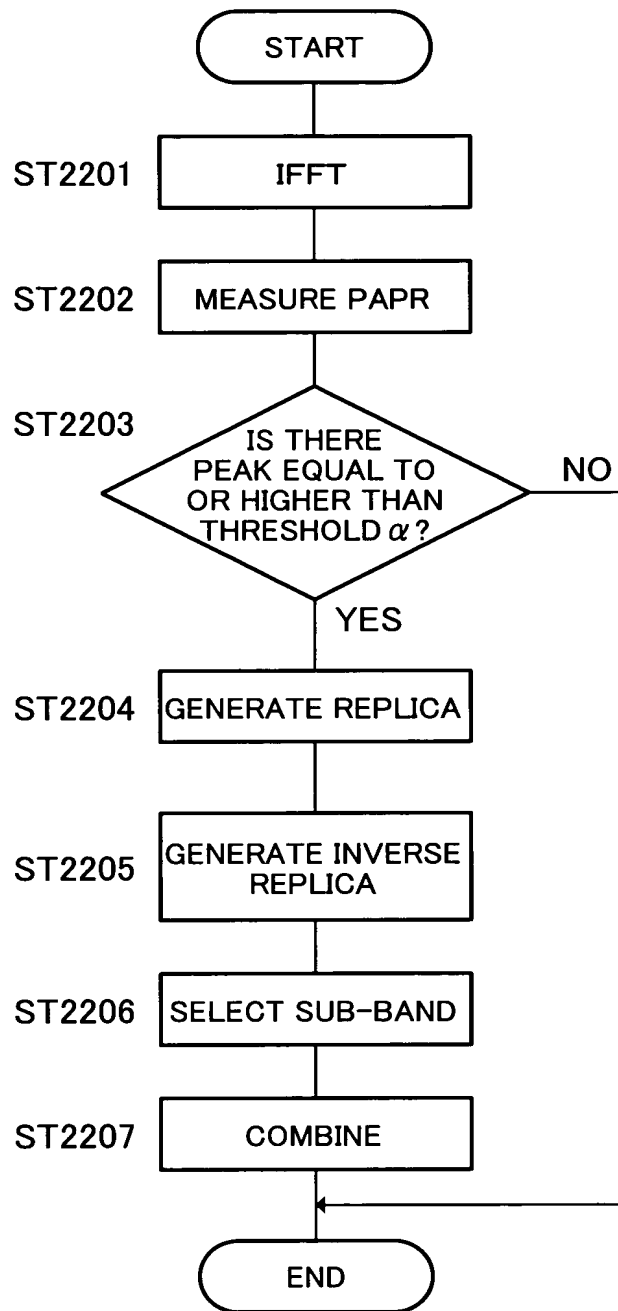 START
ST2201
IFFT
ST2202
MEASURE PAPR
ST2203
IS THERE
PEAK EQUAL TO
OR HIGHER THAN
THRESHOLD α?
NO
YES
ST2204
GENERATE REPLICA
ST2205
GENERATE INVERSE
REPLICA
ST2206
SELECT SUB-BAND
ST2207
COMBINE
END